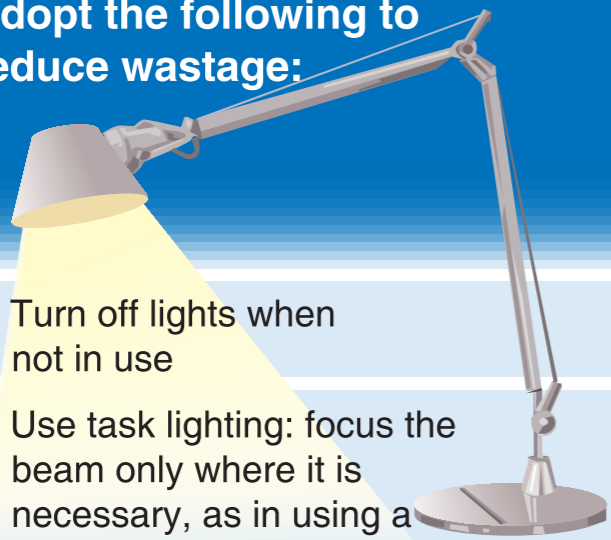 dopt the following to
educe wastage:
Turn off lights when
not in use
Use task lighting: focus the
beam only where it is
necessary, as in using a